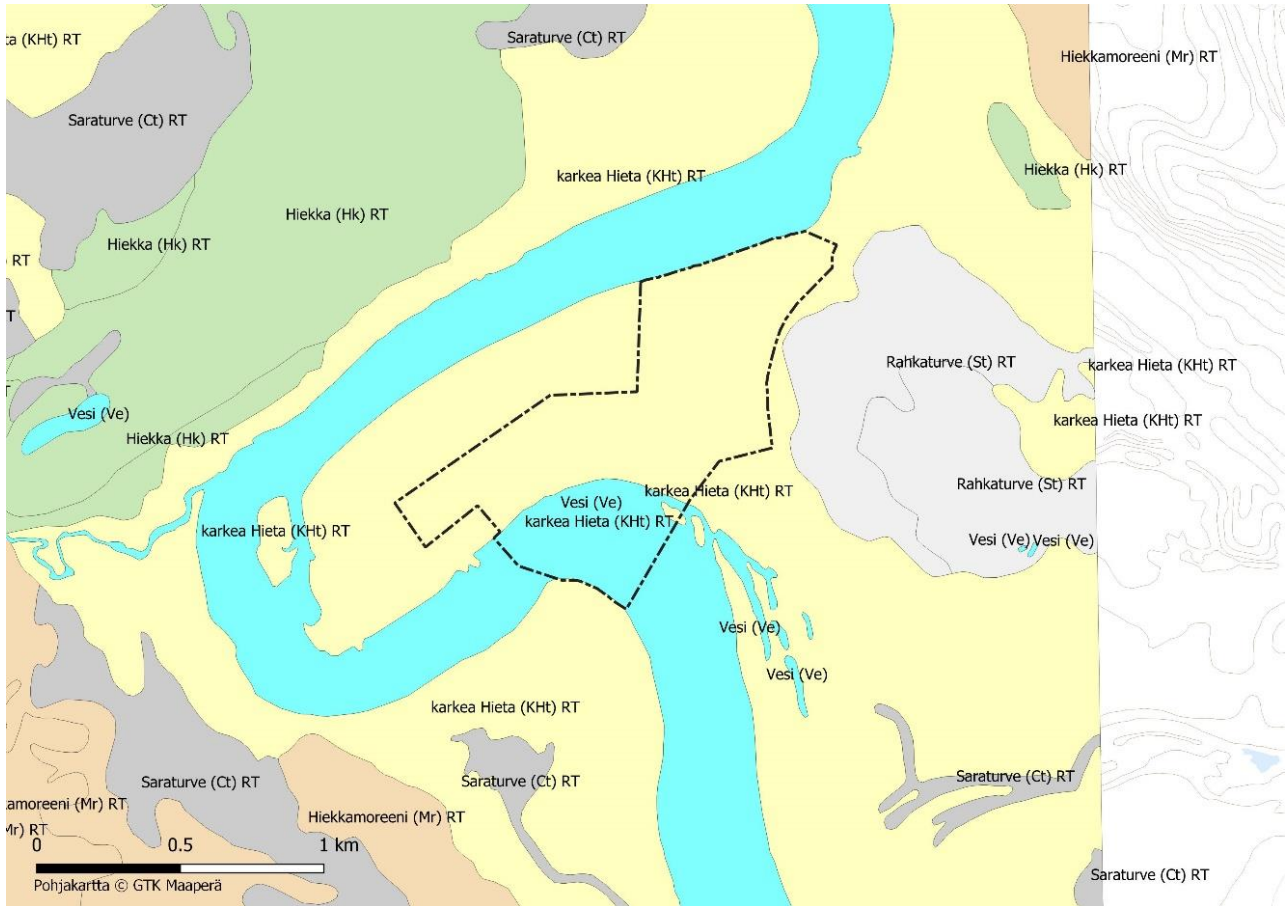 ta (KHt) RT
Saraturve (Ct) RT
Hiekkamoreeni (Mr) RT
Saraturve (Ct) RT
karkea Hieta (KHt) RT
Hiekka (Hk) RT
Hiekka (Hk) RT
Hiekka (Hk) RT
RT
T
Rahkaturve (St) RT
karkea Hieta (KHt) RT
Vesi (Ve)
karkea Hieta (KHt) RT
Hiekka (Hk) RT
Rahkaturve (St) RT
karkea Hieta (KHt) RT
Vesi (Ve)
karkea Hieta (KHt) RT
karkea Hieta (KHt) RT
Vesi (Ve)
Vesi (Ve)
Vesi (Ve)
Vesi (Ve)
karkea Hieta (KHt) RT
Saraturve (Ct) RT
Saraturve (Ct) RT
Saraturve (Ct) RT
kamoreeni (Mr) RT
Hiekkamoreeni (Mr) RT
Mr) RT
0 0.5 1 km
Saraturve (Ct) RT
Pohjakartta © GTK Maaperä